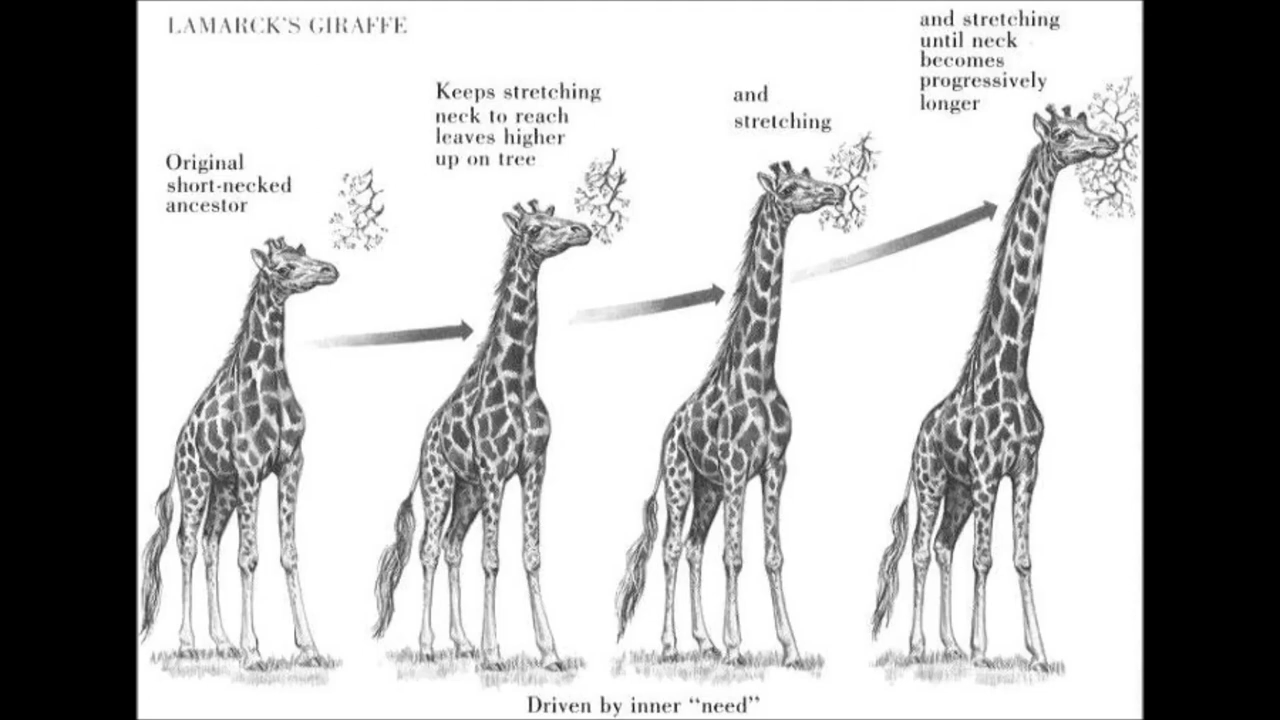 LAMARCK'S GIRAFFE
Original
short-necked
ancestor
Keeps stretching
neck to reach
leaves higher
up on tree
and
stretching
and stretching
until neck
becomes
progressively
longer
Driven by inner “need”